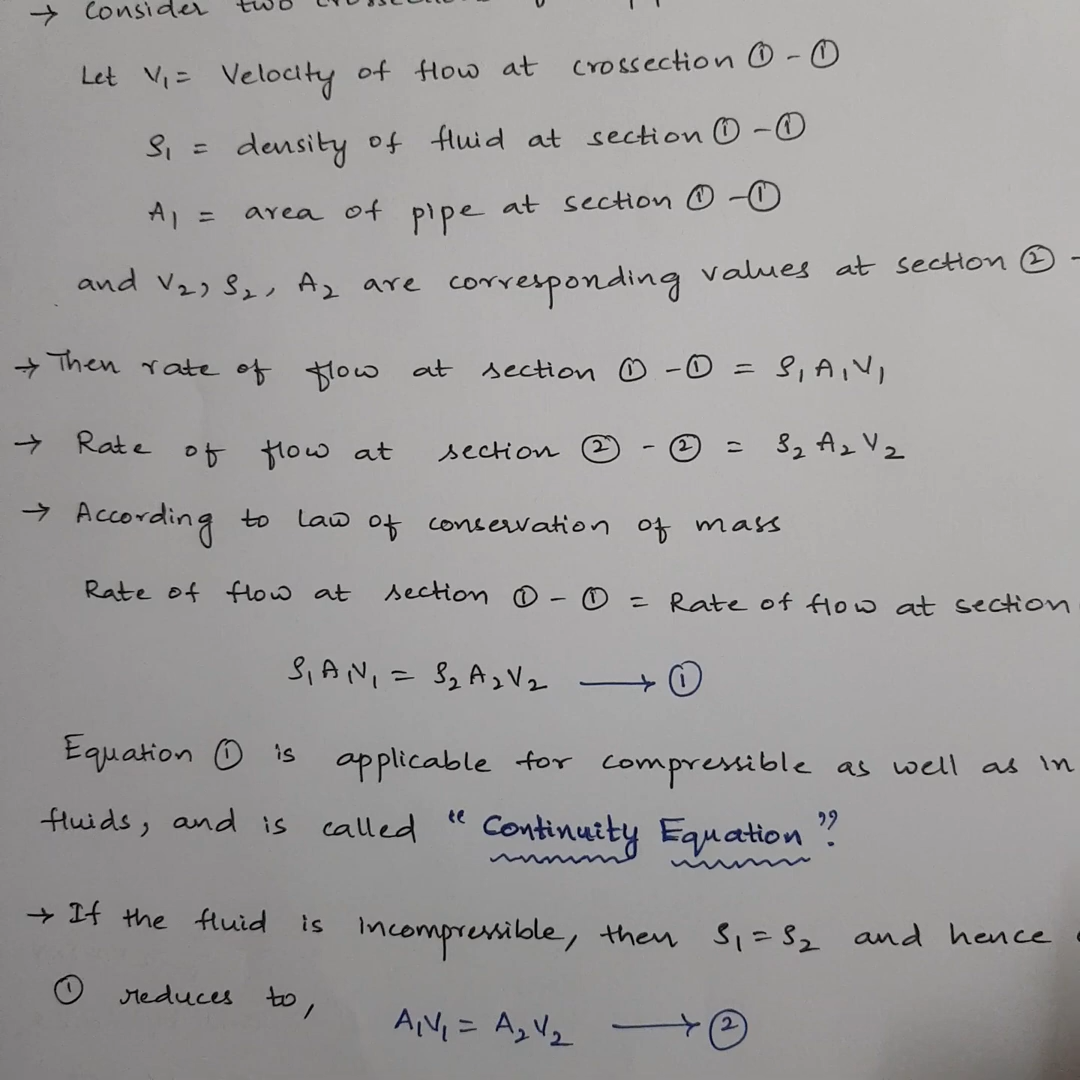 → Consider two
Let V₁ = Velocity of flow at crossection ① - ①
ρ₁ = density of fluid at section ① - ①
A₁ = area of pipe at section ① - ①
and V₂, ρ₂, A₂ are corresponding values at section ② -
→ Then rate of flow at section ① - ① = ρ₁A₁V₁
→ Rate of flow at section ② - ② = ρ₂A₂V₂
→ According to law of conservation of mass
Rate of flow at section ① - ① = Rate of flow at section
ρ₁A₁V₁ = ρ₂A₂V₂ ⟶ ①
Equation ① is applicable for compressible as well as in
fluids, and is called "Continuity Equation".
→ If the fluid is incompressible, then ρ₁ = ρ₂ and hence
① reduces to,
A₁V₁ = A₂V₂ ⟶ ②